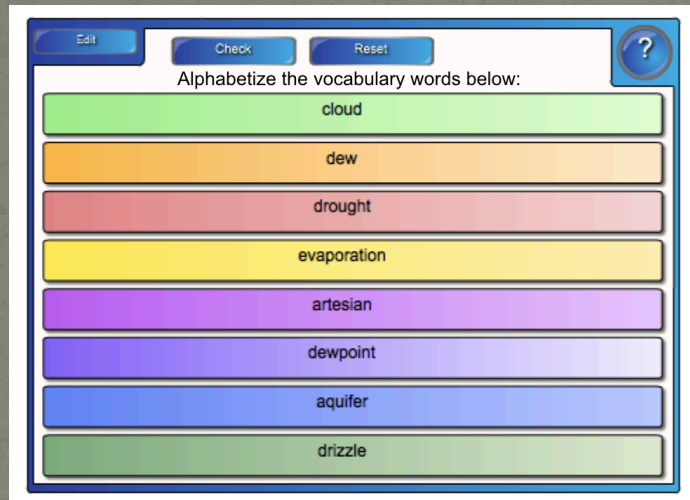 Edit
Check Reset
?
Alphabetize the vocabulary words below:
cloud
dew
drought
evaporation
artesian
dewpoint
aquifer
drizzle